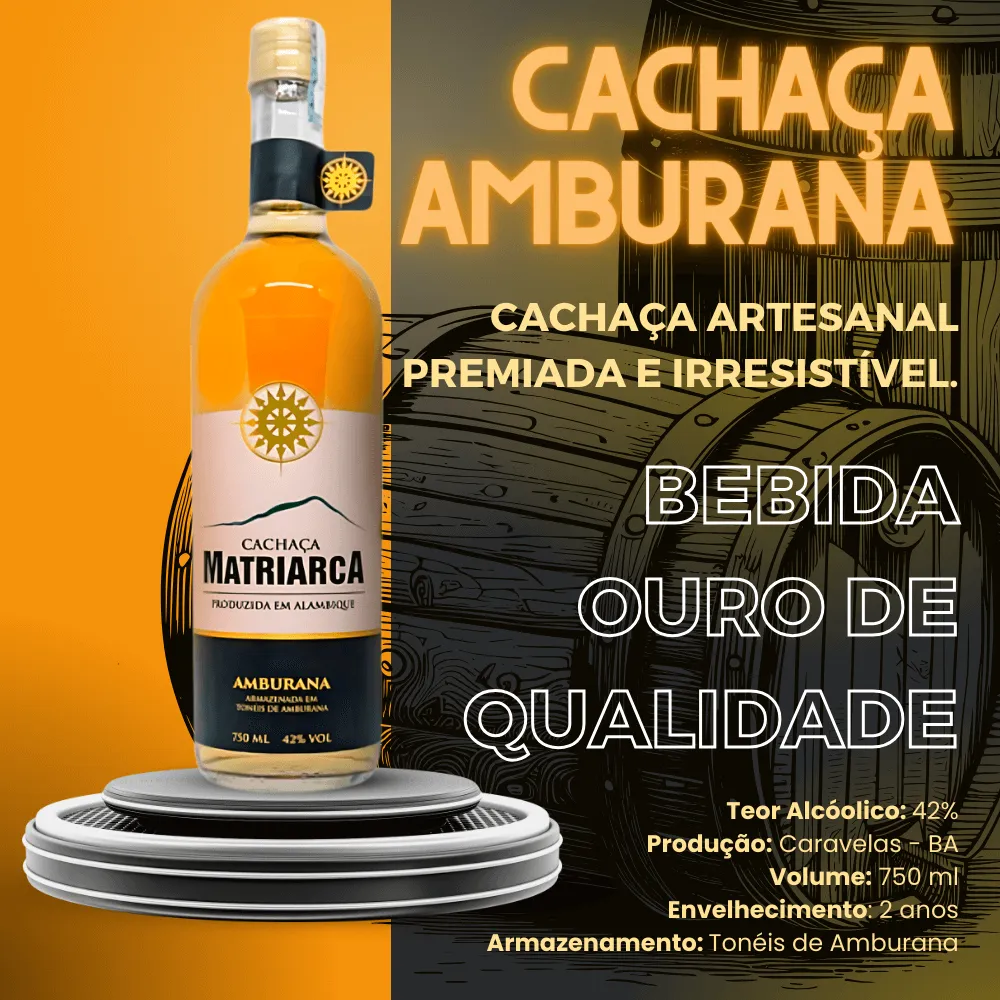 CACHAÇA
AMBURANA
CACHAÇA ARTESANAL
PREMIADA E IRRESISTÍVEL.
BEBIDA
OURO DE
QUALIDADE
CACHAÇA
MATRIARCA
PRODUZIDA EM ALAMBIQUE
AMBURANA
ARMAZENADA EM
TONÉIS DE AMBURANA
750 ML 42% VOL
Teor Alcóolico: 42%
Produção: Caravelas - BA
Volume: 750 ml
Envelhecimento: 2 anos
Armazenamento: Tonéis de Amburana